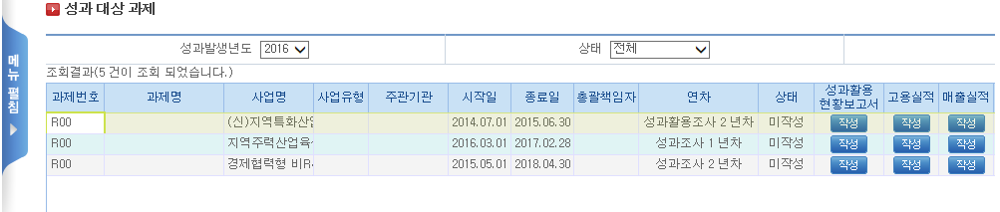 성과 대상 과제
메뉴 펼침
성과발생년도 2016 상태 전체
조회결과(5 건이 조회 되었습니다.)
과제번호 과제명 사업명 사업유형 주관기관 시작일 종료일 총괄책임자 연차 상태 성과활용 현황보고서 고용실적 매출실적
R00 (신)지역특화산업 2014.07.01 2015.06.30 성과활용조사 2 년차 미작성 작성 작성 작성
R00 지역주력산업육성 2016.03.01 2017.02.28 성과조사 1 년차 미작성 작성 작성 작성
R00 경제협력형 비R& 2015.05.01 2018.04.30 성과조사 2 년차 미작성 작성 작성 작성